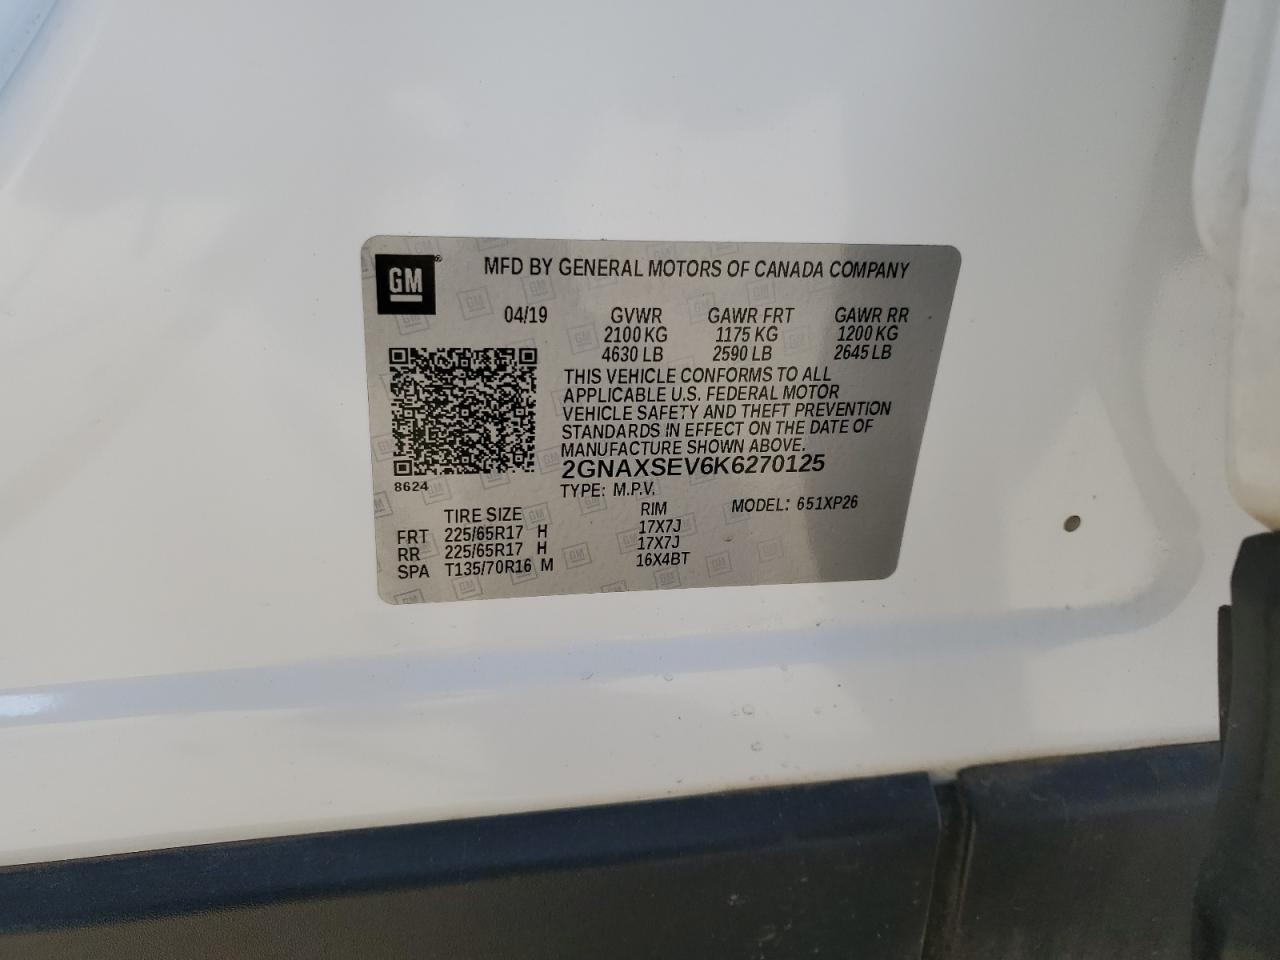 GM
MFD BY GENERAL MOTORS OF CANADA COMPANY
04/19 GVWR GAWR FRT GAWR RR
2100 KG 1175 KG 1200 KG
4630 LB 2590 LB 2645 LB
THIS VEHICLE CONFORMS TO ALL
APPLICABLE U.S. FEDERAL MOTOR
VEHICLE SAFETY AND THEFT PREVENTION
STANDARDS IN EFFECT ON THE DATE OF
MANUFACTURE SHOWN ABOVE.
2GNAXSEV6K6270125
8624
TYPE: M.P.V. MODEL: 651XP26
TIRE SIZE RIM
FRT 225/65R17 H 17X7J
RR 225/65R17 H 17X7J
SPA T135/70R16 M 16X4BT